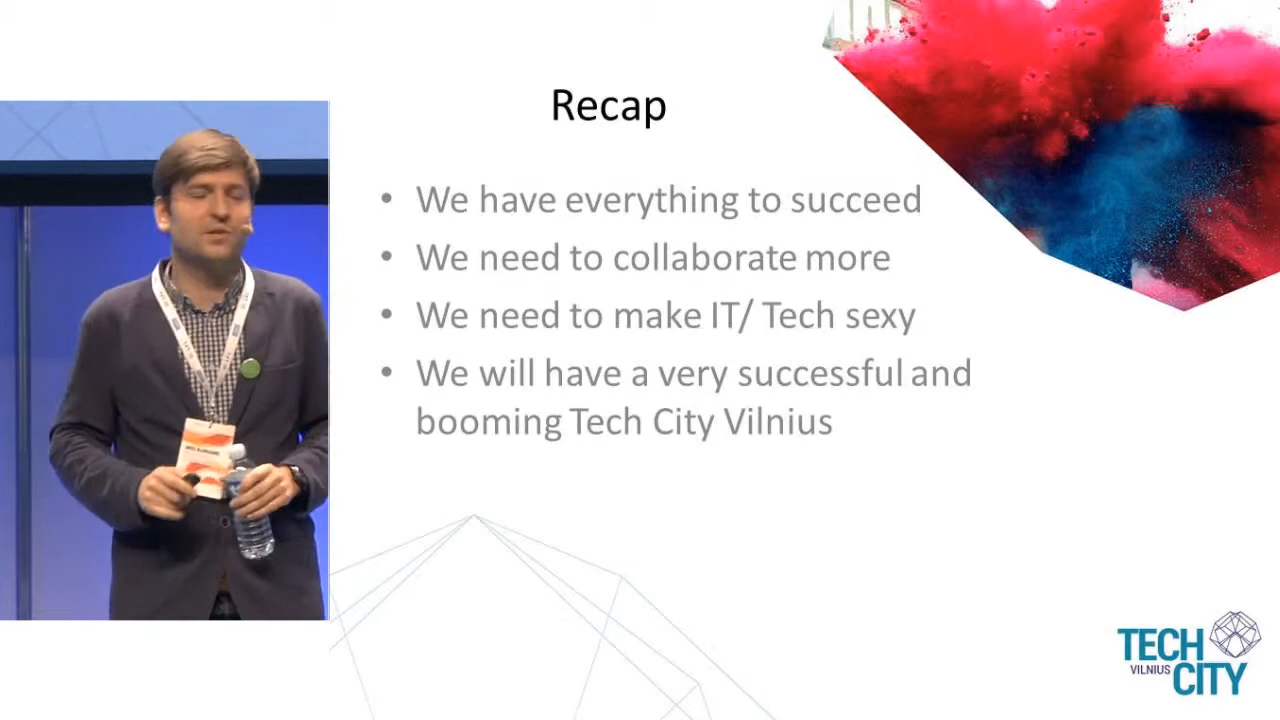 Recap
• We have everything to succeed
• We need to collaborate more
• We need to make IT/ Tech sexy
• We will have a very successful and
booming Tech City Vilnius
TECH
VILNIUS
CITY